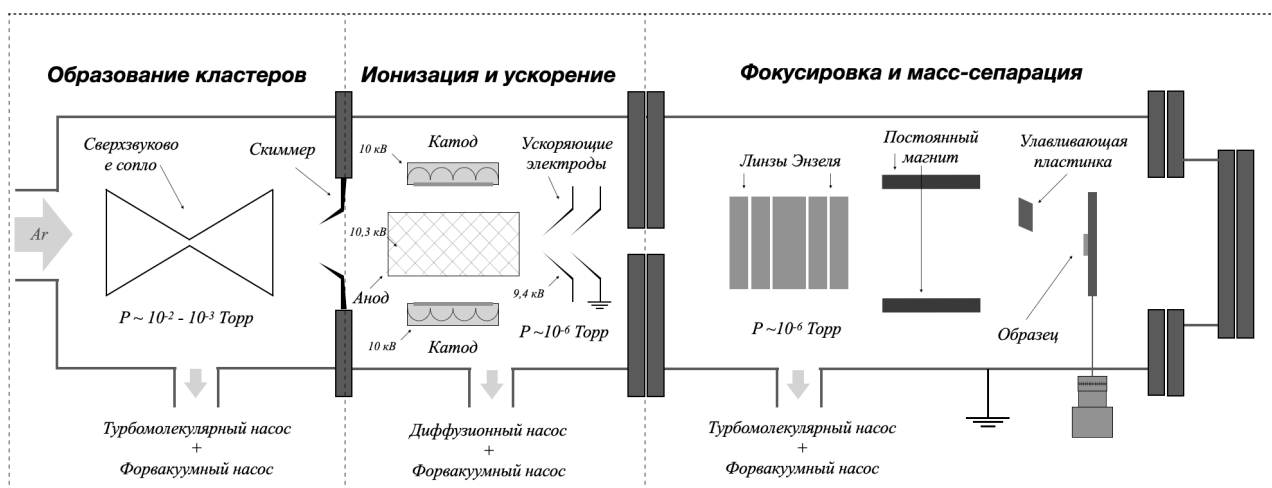 Образование кластеров
Ионизация и ускорение
Фокусировка и масс-сепарация
Сверхзвуково
е сопло
Скиммер
10 кВ
Катод
Ускоряющие
электроды
Линзы Энзеля
Постоянный
магнит
Улавливающая
пластинка
Ar
10,3 кВ
Анод
9,4 кВ
P ~ 10-2 - 10-3 Торр
10 кВ
Катод
P ~10-6 Торр
P ~10-6 Торр
Образец
Турбомолекулярный насос
+
Форвакуумный насос
Диффузионный насос
+
Форвакуумный насос
Турбомолекулярный насос
+
Форвакуумный насос